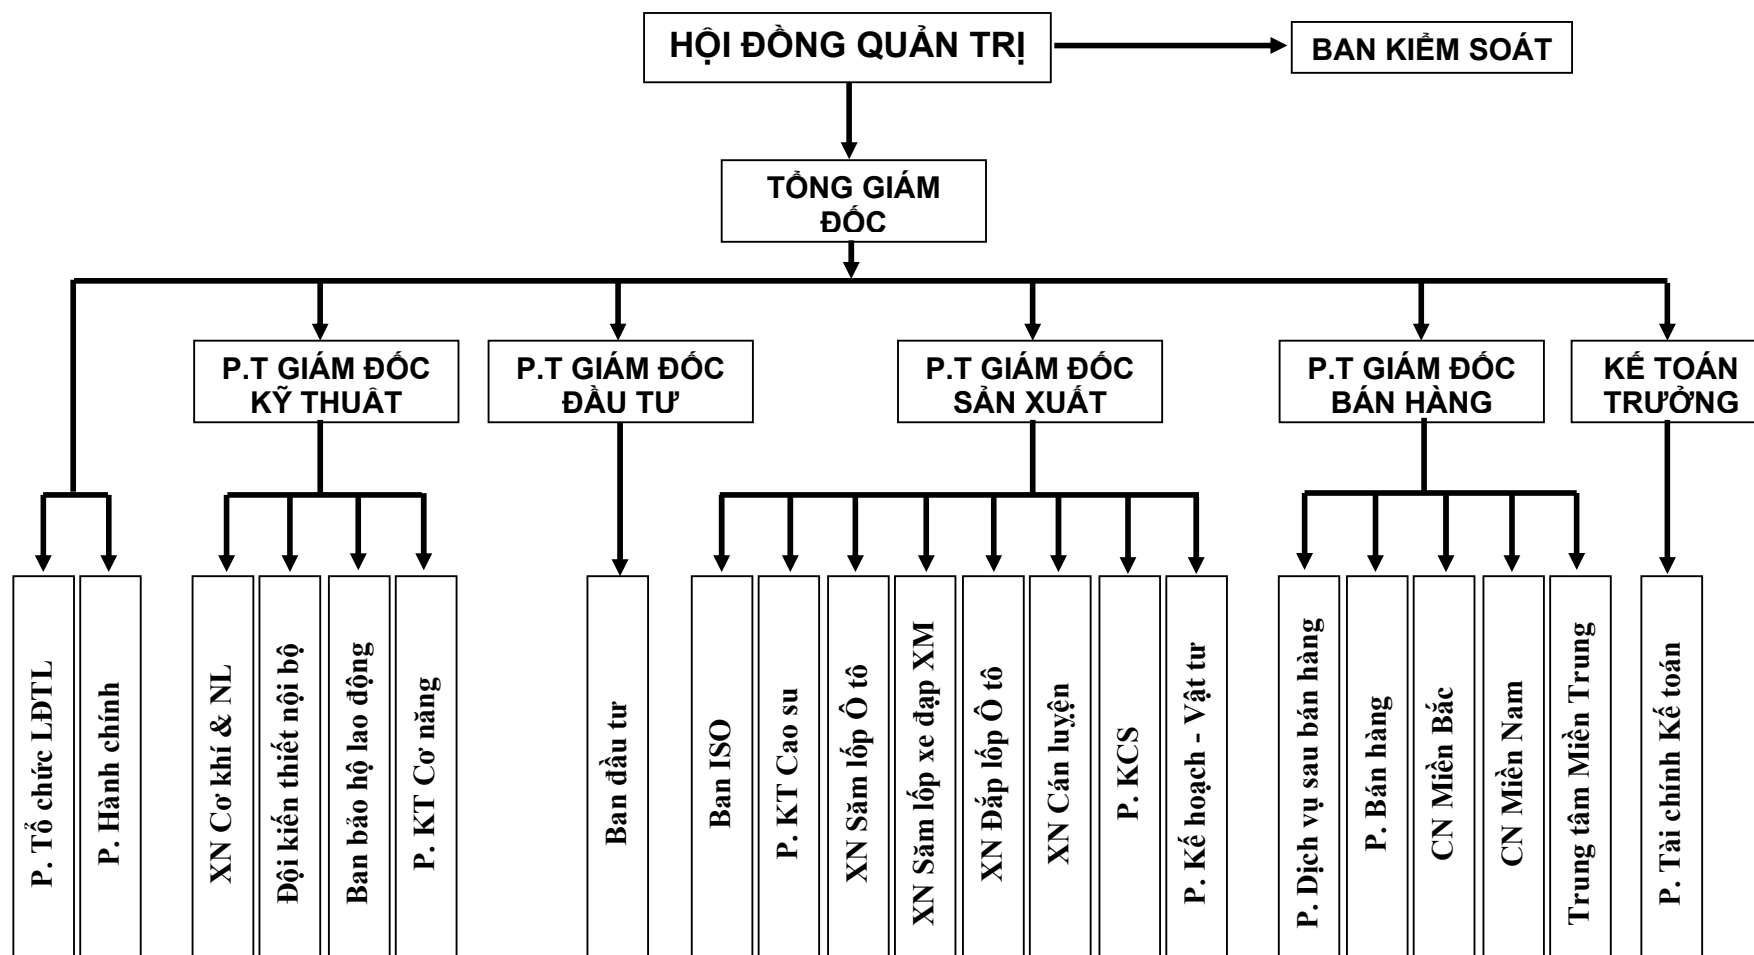 HỘI ĐỒNG QUẢN TRỊ
BAN KIỂM SOÁT
TỔNG GIÁM
ĐỐC
P.T GIÁM ĐỐC
KỸ THUẬT
P.T GIÁM ĐỐC
ĐẦU TƯ
P.T GIÁM ĐỐC
SẢN XUẤT
P.T GIÁM ĐỐC
BÁN HÀNG
KẾ TOÁN
TRƯỞNG
P. Tổ chức LĐTL
P. Hành chính
XN Cơ khí & NL
Đội kiến thiết nội bộ
Ban bảo hộ lao động
P. KT Cơ năng
Ban đầu tư
Ban ISO
P. KT Cao su
XN Săm lốp Ô tô
XN Săm lốp xe đạp XM
XN Đắp lốp Ô tô
XN Cán luyện
P. KCS
P. Kế hoạch - Vật tư
P. Dịch vụ sau bán hàng
P. Bán hàng
CN Miền Bắc
CN Miền Nam
Trung tâm Miền Trung
P. Tài chính Kế toán